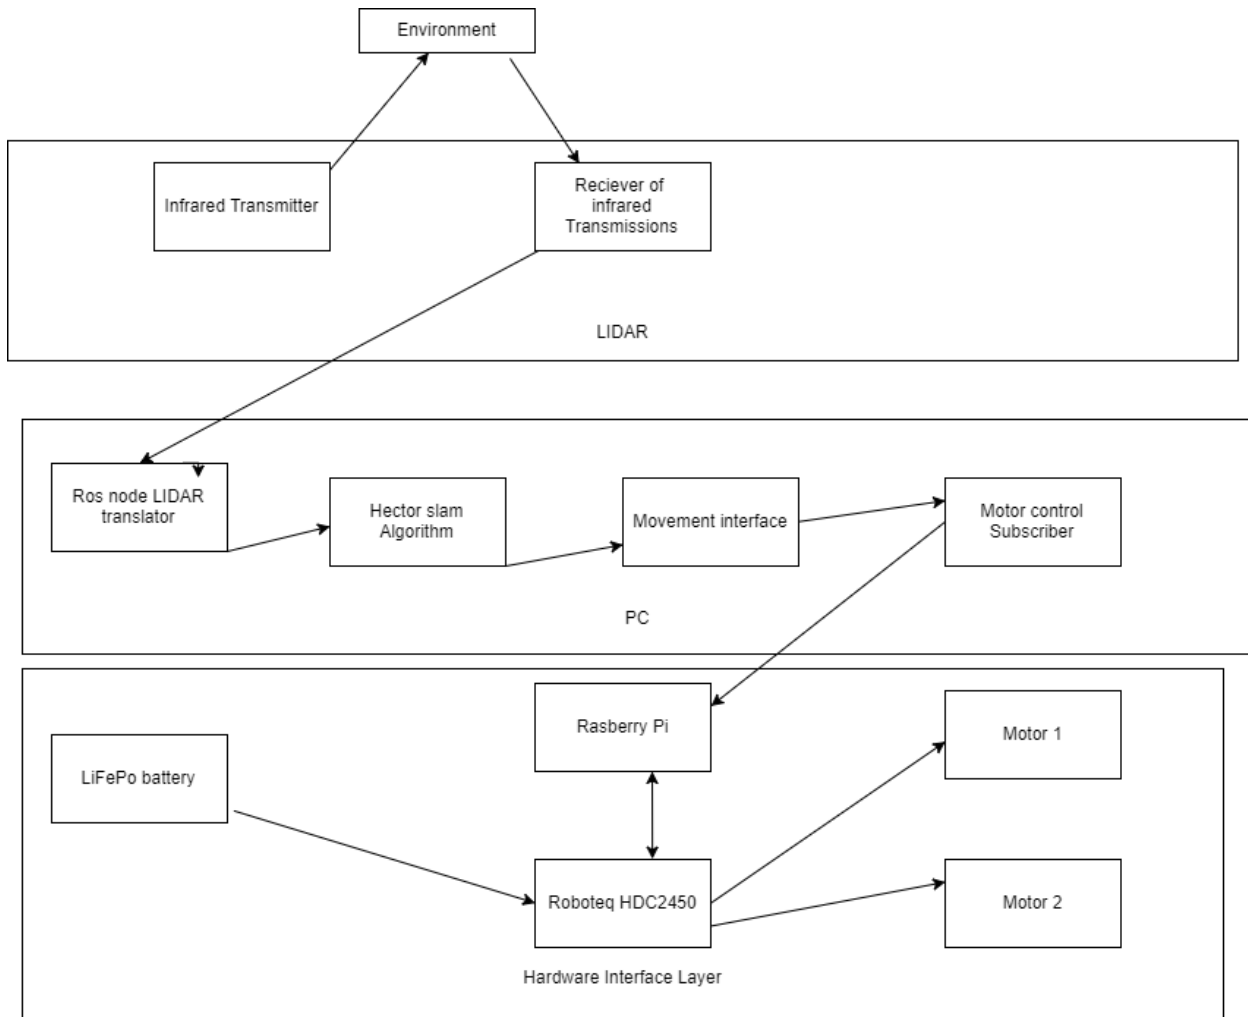 Environment
Infrared Transmitter
Reciever of
infrared
Transmissions
LIDAR
Ros node LIDAR
translator
Hector slam
Algorithm
Movement interface
Motor control
Subscriber
PC
Rasberry Pi
Motor 1
LiFePo battery
Roboteq HDC2450
Motor 2
Hardware Interface Layer